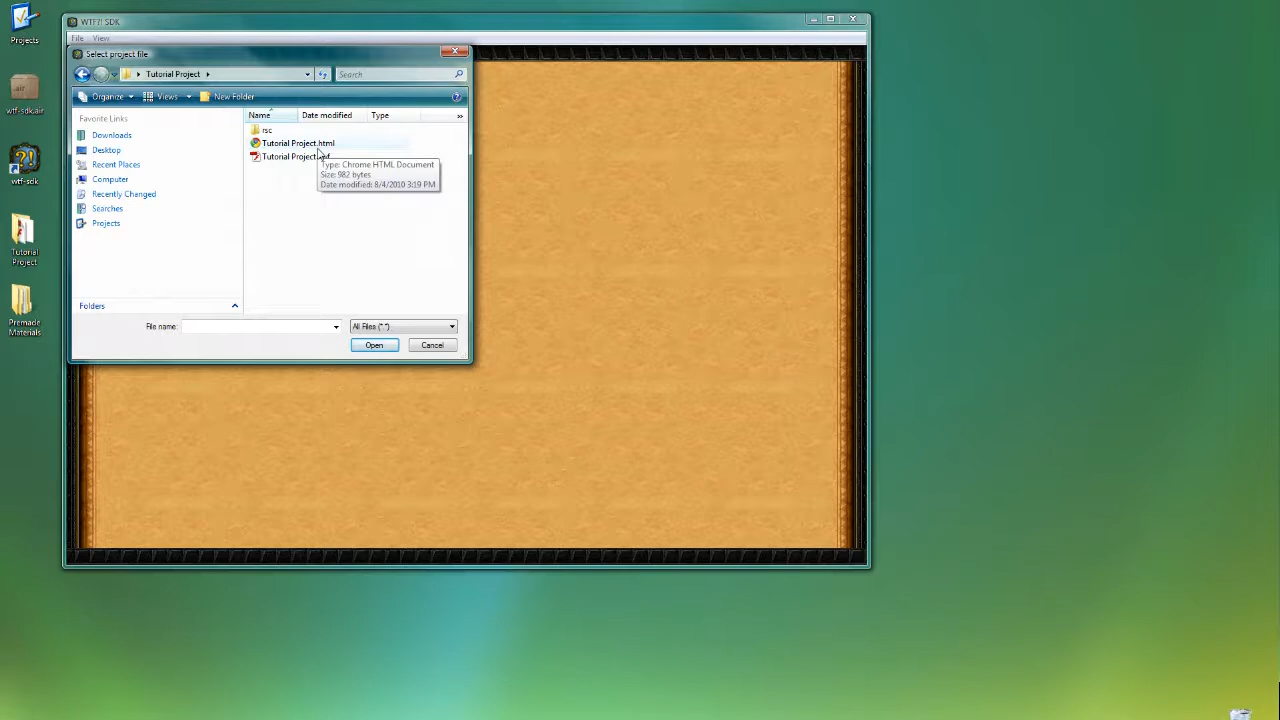 Projects
WTF?! SDK
File View
Select project file
Tutorial Project
Search
Organize
Views
New Folder
Favorite Links
Downloads
Desktop
Recent Places
Computer
Recently Changed
Searches
Projects
Folders
Name
Date modified
Type
rsc
Tutorial Project.html
Tutorial Project
Type: Chrome HTML Document
Size: 982 bytes
Date modified: 8/4/2010 3:19 PM
File name:
All Files (*.*)
Open
Cancel
.air
wtf-sdkair
wtf-sdk
Tutorial
Project
Premade
Materials